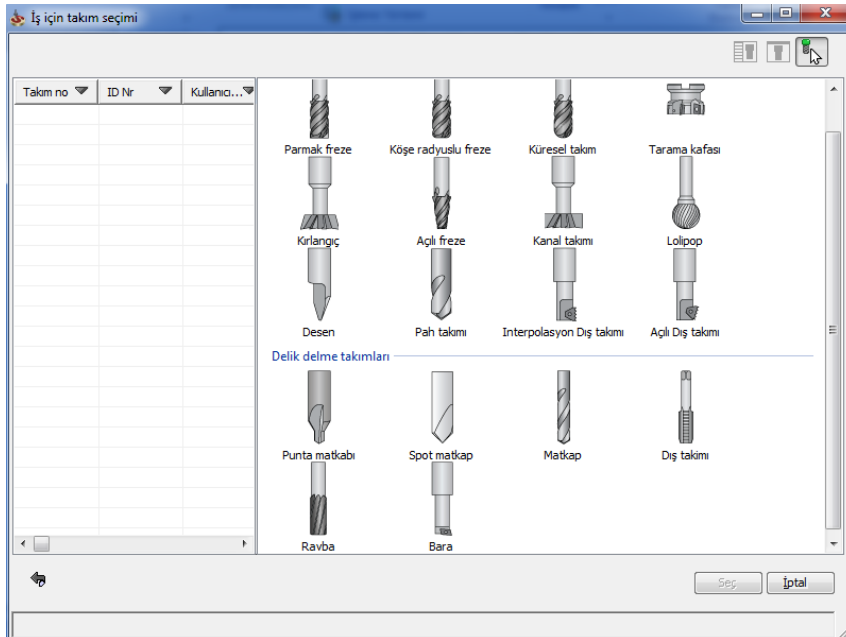 İş için takım seçimi
Takım no ID Nr Kullanıcı...
Parmak freze Köşe radyuslu freze Küresel takım Tarama kafası
Kırlangıç Açılı freze Kanal takımı Lolipop
Desen Pah takımı Interpolasyon Dış takımı Açılı Dış takımı
Delik delme takımları
Punta matkabı Spot matkap Matkap Dış takimı
Ravba Bara
Seç İptal